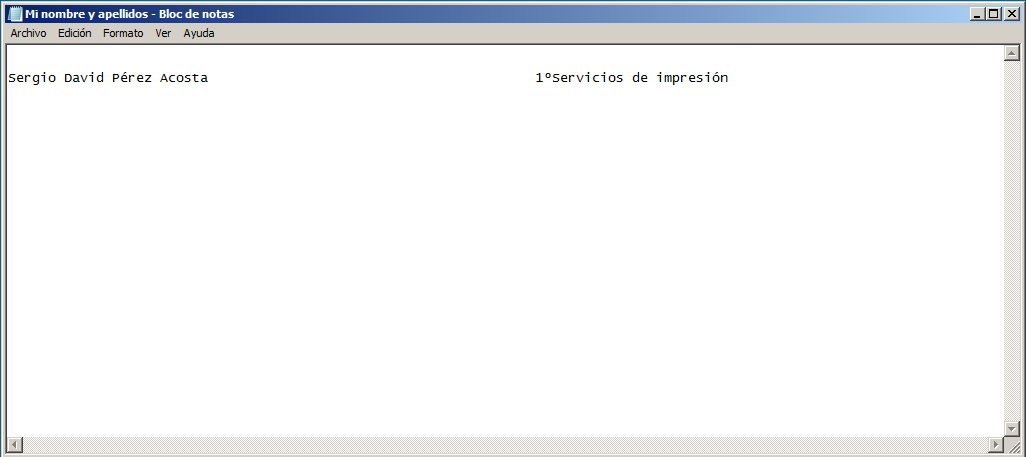 Mi nombre y apellidos - Bloc de notas
Archivo Edición Formato Ver Ayuda
Sergio David Pérez Acosta 1ºServicios de impresión